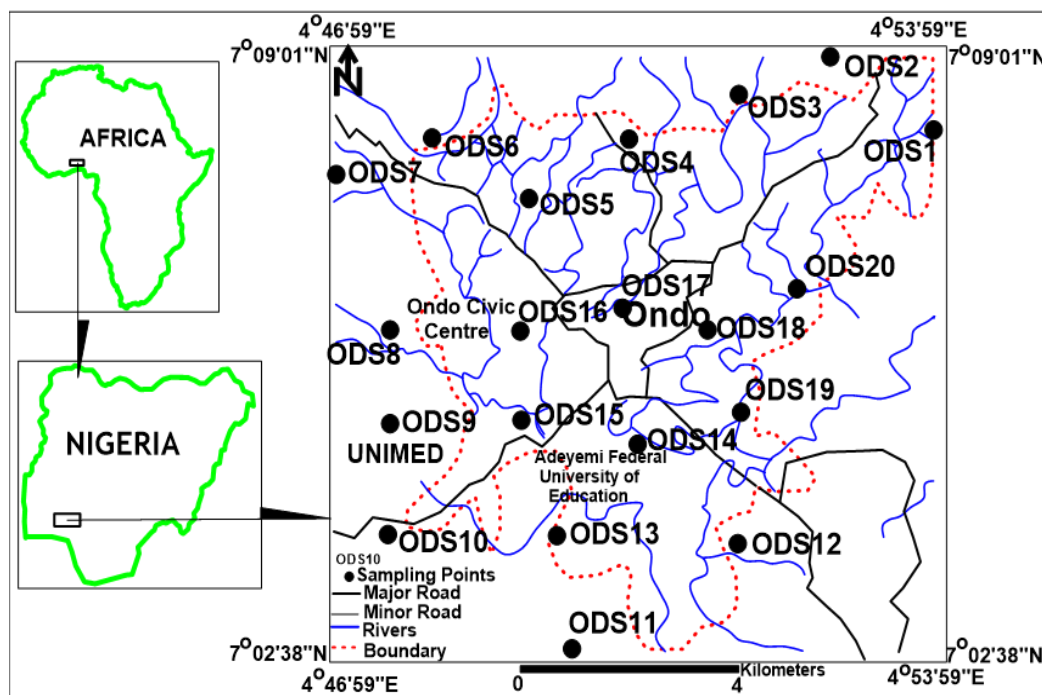 4°46'59"E
4°53'59"E
7°09'01"N
7°09'01"N
N
ODS2
ODS3
ODS1
ODS6
ODS4
ODS7
ODS5
AFRICA
ODS20
ODS17
Ondo Civic
Centre
ODS16
Ondo
ODS18
ODS8
ODS19
ODS9
ODS15
UNIMED
ODS14
Adeyemi Federal
University of
Education
NIGERIA
ODS10
ODS13
ODS12
ODS10
Sampling Points
Major Road
Minor Road
Rivers
Boundary
ODS11
7°02'38"N
7°02'38"N
Kilometers
4°46'59"E
0
4
4°53'59"E